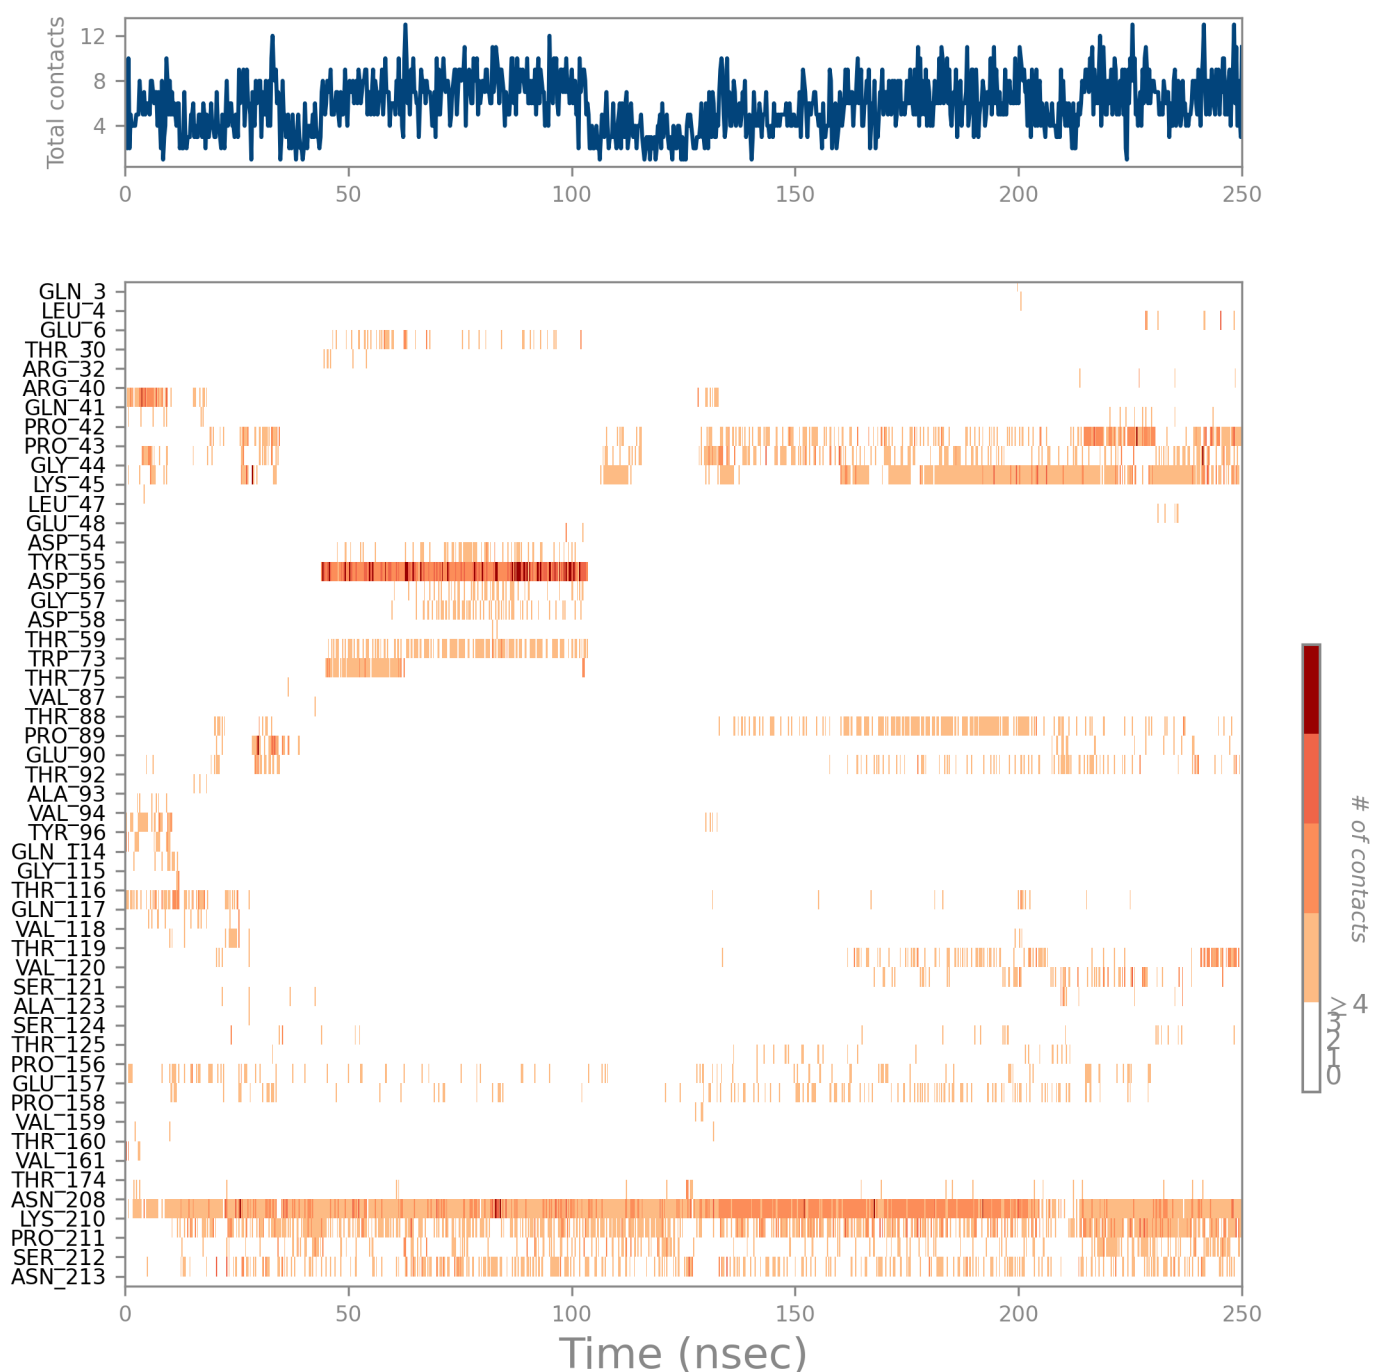 Total contacts
12
8
4
0 50 100 150 200 250
GLN_3
LEU_4
GLU_6
THR_30
ARG_32
ARG_40
GLN_41
PRO_42
PRO_43
GLY_44
LYS_45
LEU_47
GLU_48
ASP_54
TYR_55
ASP_56
GLY_57
ASP_58
THR_59
TRP_73
THR_75
VAL_87
THR_88
PRO_89
GLU_90
THR_92
ALA_93
VAL_94
TYR_96
GLN_114
GLY_115
THR_116
GLN_117
VAL_118
THR_119
VAL_120
SER_121
ALA_123
SER_124
THR_125
PRO_156
GLU_157
PRO_158
VAL_159
THR_160
VAL_161
THR_174
ASN_208
LYS_210
PRO_211
SER_212
ASN_213
0 50 100 150 200 250
Time (nsec)
≥ 4
3
2
1
0
# of contacts